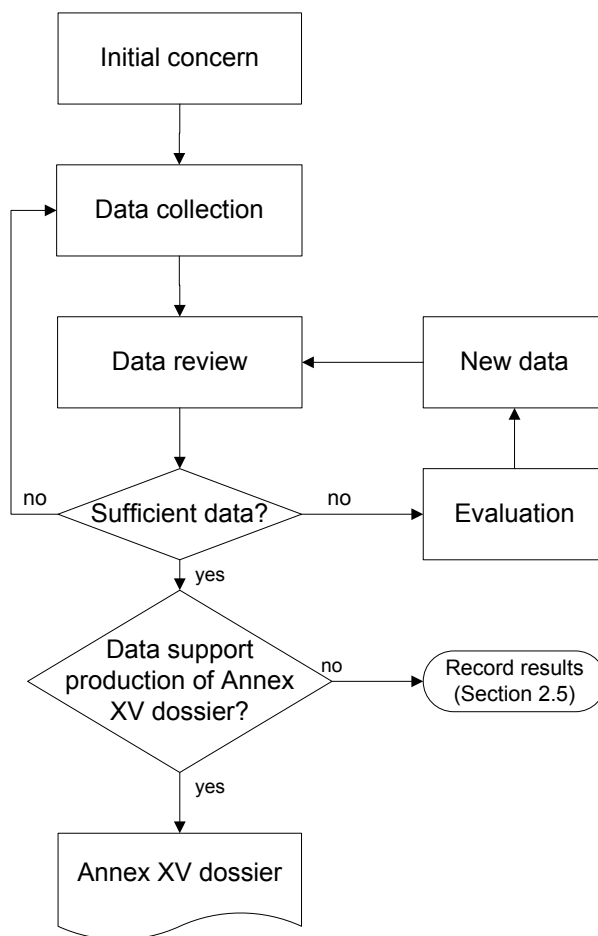 Initial concern
Data collection
Data review
New data
no
Sufficient data?
no
Evaluation
yes
Data support
production of Annex
XV dossier?
no
Record results
(Section 2.5)
yes
Annex XV dossier